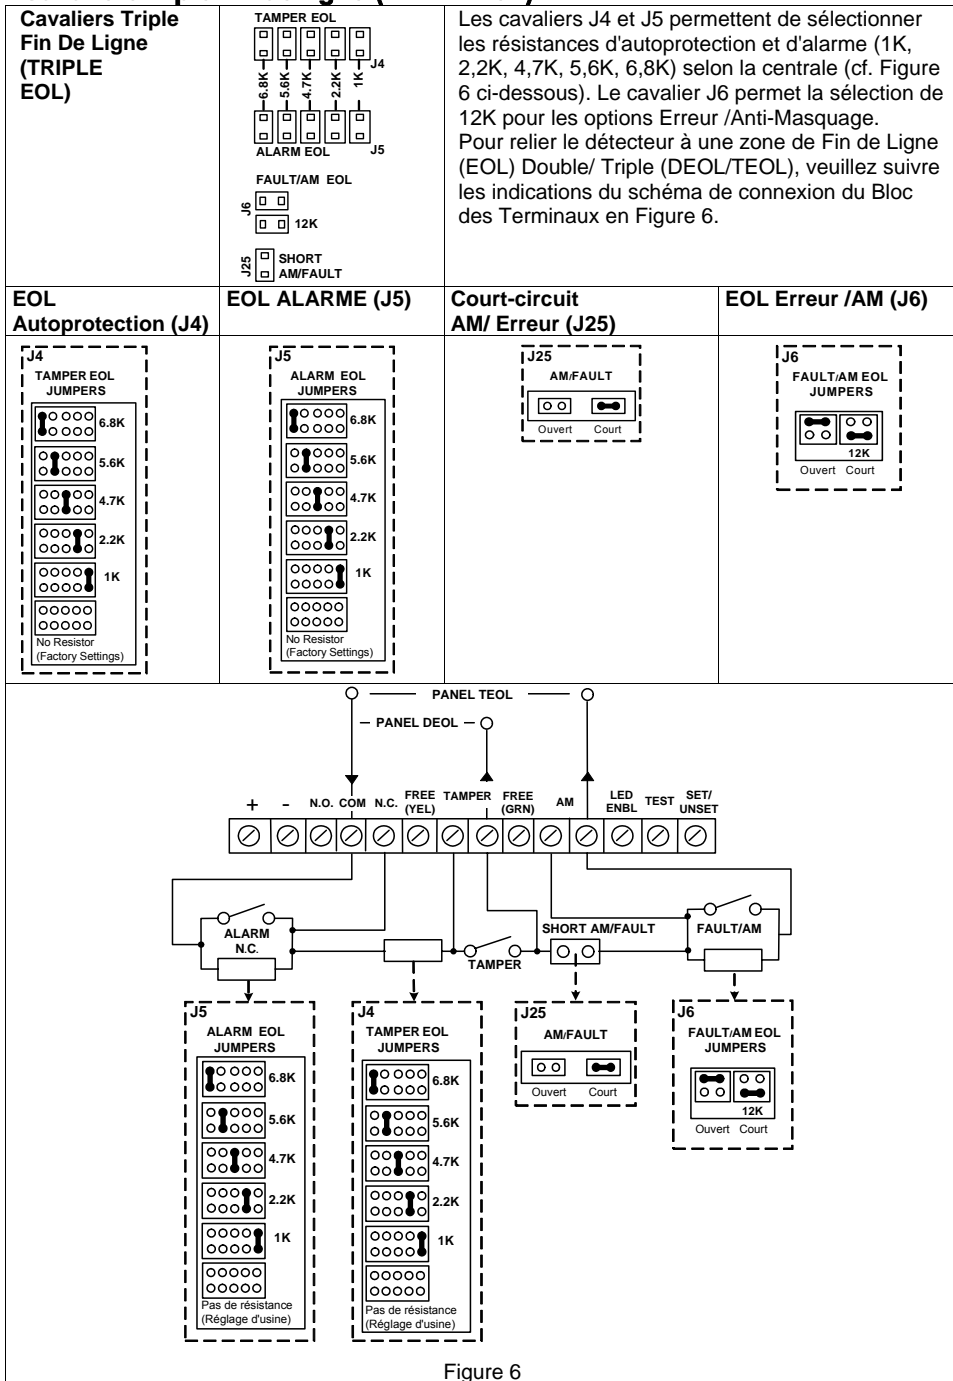 Cavaliers Triple
Fin De Ligne
(TRIPLE
EOL)
TAMPER EOL
J4
6.8K
5.6K
4.7K
2.2K
1K
ALARM EOL
J5
FAULT/AM EOL
J6
12K
J25
SHORT
AM/FAULT
Les cavaliers J4 et J5 permettent de sélectionner
les résistances d'autoprotection et d'alarme (1K,
2,2K, 4,7K, 5,6K, 6,8K) selon la centrale (cf. Figure
6 ci-dessous). Le cavalier J6 permet la sélection de
12K pour les options Erreur /Anti-Masquage.
Pour relier le détecteur à une zone de Fin de Ligne
(EOL) Double/ Triple (DEOL/TEOL), veuillez suivre
les indications du schéma de connexion du Bloc
des Terminaux en Figure 6.
EOL
Autoprotection (J4)
EOL ALARME (J5)
Court-circuit
AM/ Erreur (J25)
EOL Erreur /AM (J6)
J4
TAMPER EOL
JUMPERS
6.8K
5.6K
4.7K
2.2K
1K
No Resistor
(Factory Settings)
J5
ALARM EOL
JUMPERS
6.8K
5.6K
4.7K
2.2K
1K
No Resistor
(Factory Settings)
J25
AM/FAULT
Ouvert Court
J6
FAULT/AM EOL
JUMPERS
12K
Ouvert Court
PANEL TEOL
PANEL DEOL
+ - N.O. COM N.C. FREE (YEL) TAMPER FREE (GRN) AM LED ENBL TEST SET/ UNSET
ALARM
N.C.
TAMPER
SHORT AM/FAULT
FAULT/AM
J5
ALARM EOL
JUMPERS
6.8K
5.6K
4.7K
2.2K
1K
Pas de résistance
(Réglage d'usine)
J4
TAMPER EOL
JUMPERS
6.8K
5.6K
4.7K
2.2K
1K
Pas de résistance
(Réglage d'usine)
J25
AM/FAULT
Ouvert Court
J6
FAULT/AM EOL
JUMPERS
12K
Ouvert Court
Figure 6